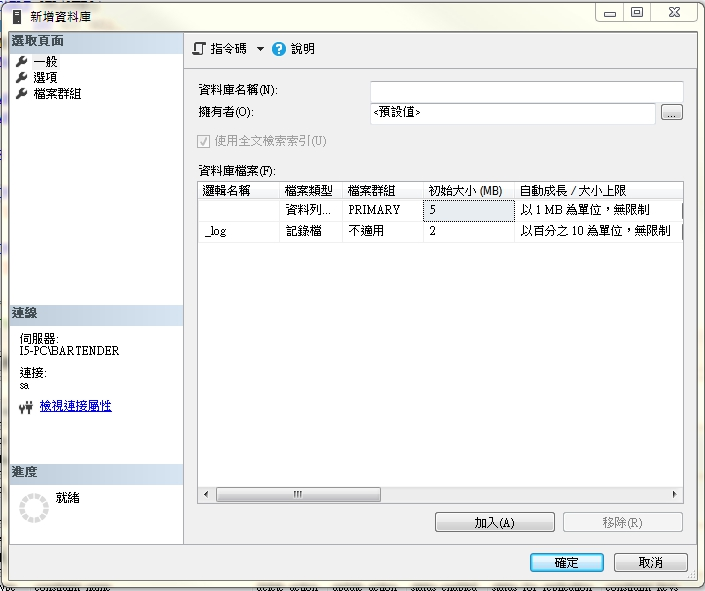 新增資料庫
選取頁面
一般
選項
檔案群組
指令碼 說明
資料庫名稱(N):
擁有者(O): <預設值> ...
使用全文檢索索引(U)
資料庫檔案(F):
邏輯名稱 檔案類型 檔案群組 初始大小 (MB) 自動成長 / 大小上限
資料列... PRIMARY 5 以 1 MB 為單位，無限制
_log 記錄檔 不適用 2 以百分之 10 為單位，無限制
連線
伺服器:
I5-PC\BARTENDER
連接:
sa
檢視連接屬性
進度
就緒
加入(A) 移除(R)
確定 取消